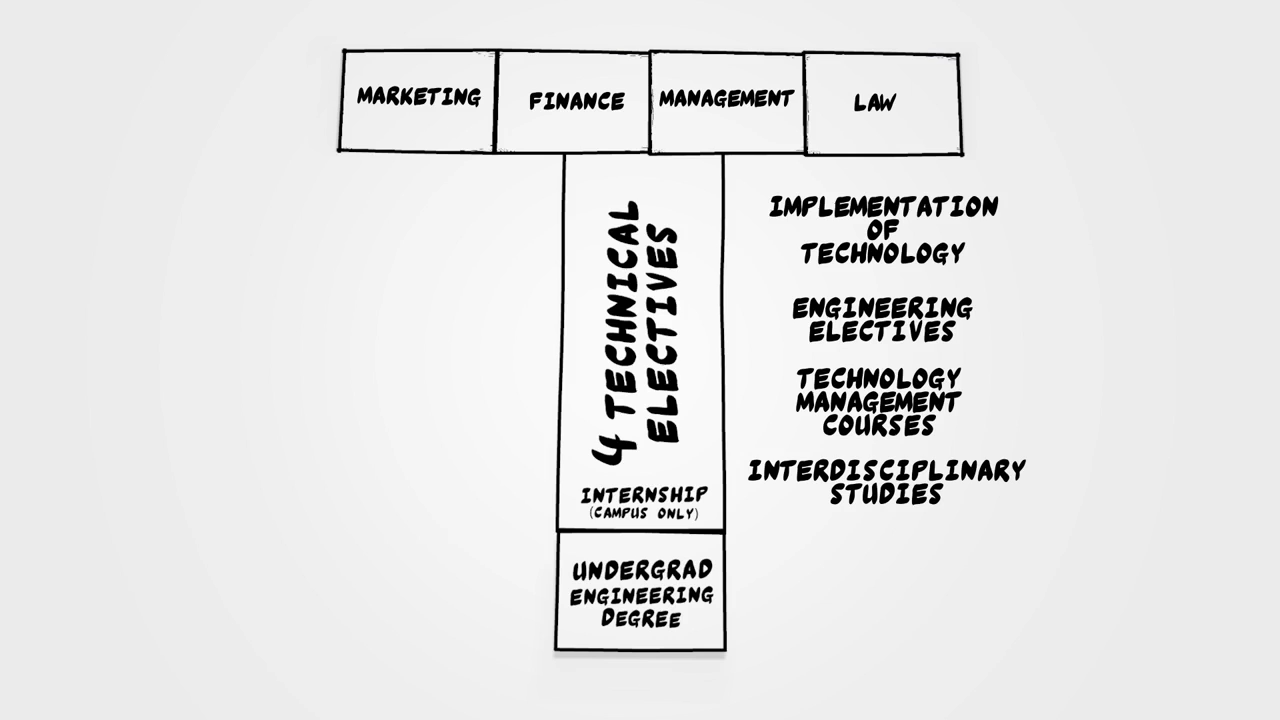 MARKETING
FINANCE
MANAGEMENT
LAW
4 TECHNICAL
ELECTIVES
INTERNSHIP
(CAMPUS ONLY)
UNDERGRAD
ENGINEERING
DEGREE
IMPLEMENTATION
OF
TECHNOLOGY
ENGINEERING
ELECTIVES
TECHNOLOGY
MANAGEMENT
COURSES
INTERDISCIPLINARY
STUDIES